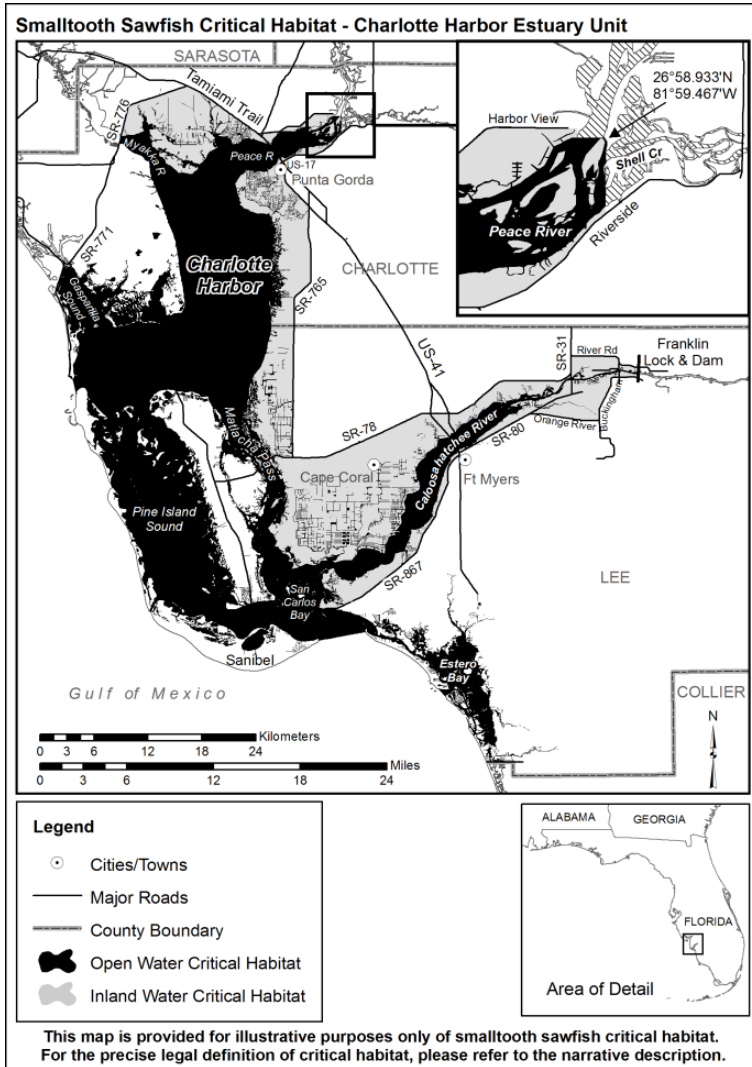 Smalltooth Sawfish Critical Habitat - Charlotte Harbor Estuary Unit
SARASOTA
Tamiami Trail
SR-776
Myakka R
Peace R
US-17
Punta Gorda
26°58.933'N
81°59.467'W
Harbor View
Shell Cr
Peace River
Riverside
SR-771
Gasparilla
Sound
Charlotte
Harbor
CHARLOTTE
SR-765
US-41
SR-31
River Rd
Franklin
Lock & Dam
Buckingham
Orange River
SR-80
SR-78
Matlacha Pass
Caloosahatchee River
Cape Coral
Ft Myers
Pine Island
Sound
SR-867
LEE
San
Carlos
Bay
Sanibel
Estero
Bay
Gulf of Mexico
COLLIER
N
Kilometers
0 3 6 12 18 24
Miles
0 3 6 12 18 24
Legend
Cities/Towns
Major Roads
County Boundary
Open Water Critical Habitat
Inland Water Critical Habitat
ALABAMA
GEORGIA
FLORIDA
Area of Detail
This map is provided for illustrative purposes only of smalltooth sawfish critical habitat.
For the precise legal definition of critical habitat, please refer to the narrative description.